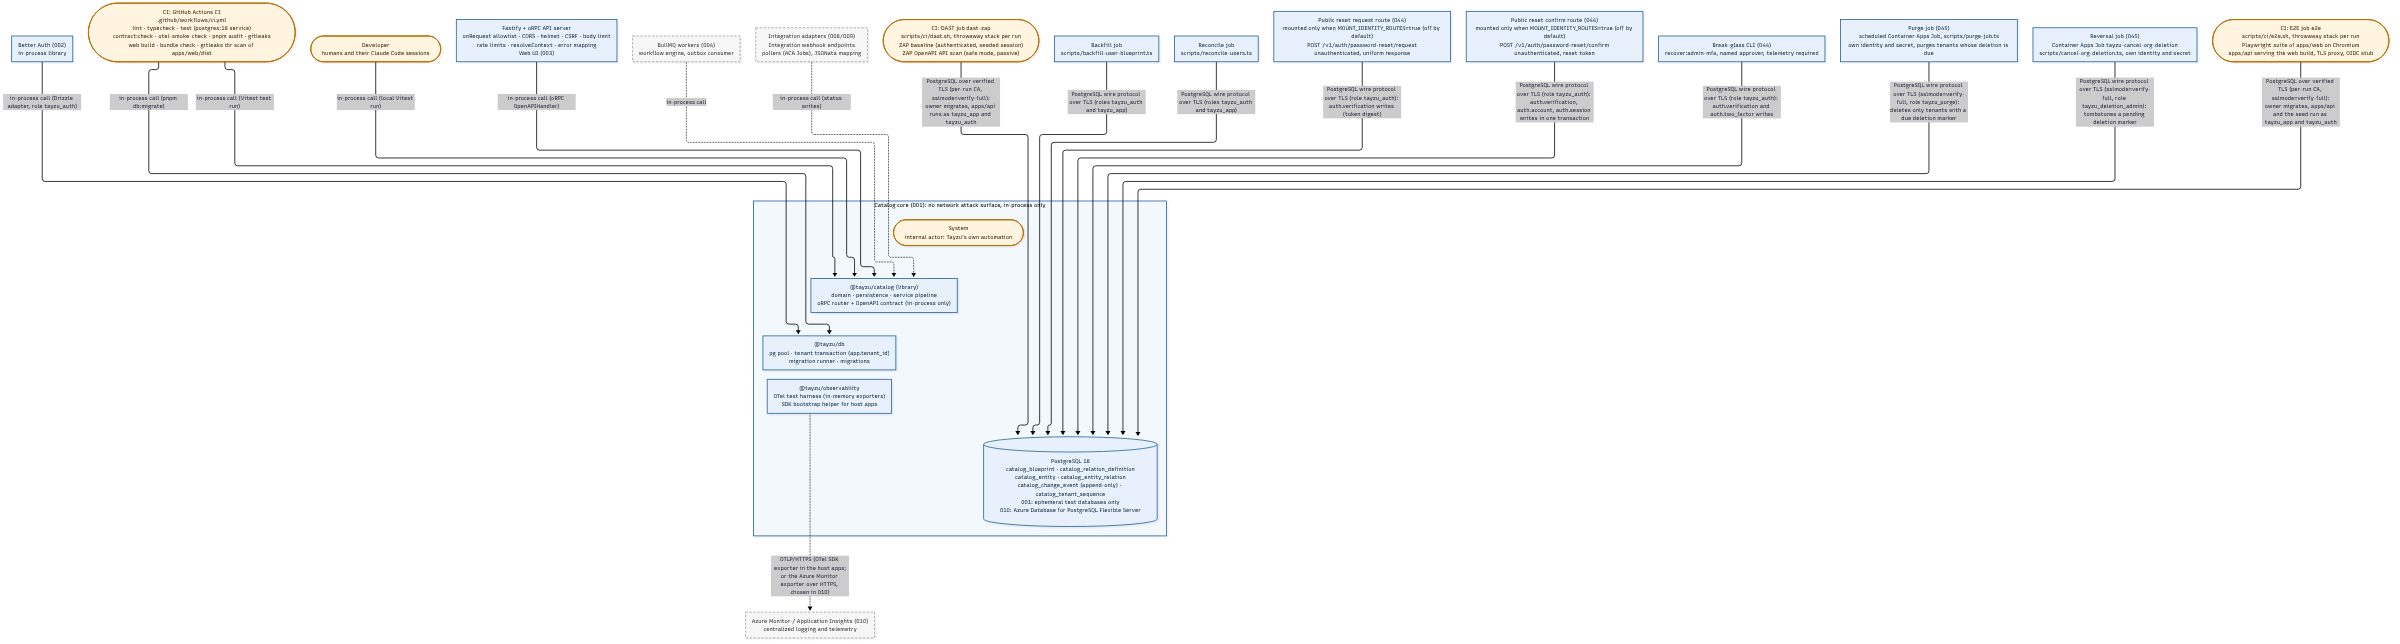 Better Auth (002)
in-process library
CI: GitHub Actions CI
.github/workflows/ci.yml
lint · typecheck · test (postgres:18 service)
contract:check · otel-smoke-check · pnpm audit · gitleaks
web build · bundle check · gitleaks dir scan of
apps/web/dist
Developer
humans and their Claude Code sessions
Fastify + oRPC API server
onRequest allowlist · CORS · helmet · CSRF · body limit
rate limits · resolveContext · error mapping
Web UI (003)
BullMQ workers (004)
workflow engine, outbox consumer
Integration adapters (008/009)
Integration webhook endpoints
pollers (ACA Jobs), JSONata mapping
CI: DAST job dast-zap
scripts/ci/dast.sh, throwaway stack per run
ZAP baseline (authenticated, seeded session)
ZAP OpenAPI API scan (safe mode, passive)
Backfill job
scripts/backfill-user-blueprint.ts
Reconcile job
scripts/reconcile-users.ts
Public reset request route (044)
mounted only when MOUNT_IDENTITY_ROUTES=true (off by
default)
POST /v1/auth/password-reset/request
unauthenticated, uniform response
Public reset confirm route (044)
mounted only when MOUNT_IDENTITY_ROUTES=true (off by
default)
POST /v1/auth/password-reset/confirm
unauthenticated, reset token
Break-glass CLI (044)
recover:admin-mfa, named approver, telemetry required
Purge job (045)
scheduled Container Apps Job, scripts/purge-job.ts
own identity and secret, purges tenants whose deletion is
due
Reversal job (045)
Container Apps Job tayzu-cancel-org-deletion
scripts/cancel-org-deletion.ts, own identity and secret
CI: E2E job e2e
scripts/ci/e2e.sh, throwaway stack per run
Playwright suite of apps/web on Chromium
apps/api serving the web build, TLS proxy, OIDC stub
in-process call (Drizzle
adapter, role tayzu_auth)
in-process call (pnpm
db:migrate)
in-process call (Vitest test
run)
in-process call (local Vitest
run)
in-process call (oRPC
OpenAPIHandler)
in-process call
in-process call (status
writes)
PostgreSQL over verified
TLS (per-run CA,
sslmode=verify-full):
owner migrates, apps/api
runs as tayzu_app and
tayzu_auth
PostgreSQL wire protocol
over TLS (roles tayzu_auth
and tayzu_app)
PostgreSQL wire protocol
over TLS (roles tayzu_auth
and tayzu_app)
PostgreSQL wire protocol
over TLS (role tayzu_auth):
auth.verification writes
(token digest)
PostgreSQL wire protocol
over TLS (role tayzu_auth):
auth.verification,
auth.account, auth.session
writes in one transaction
PostgreSQL wire protocol
over TLS (role tayzu_auth):
auth.verification and
auth.two_factor writes
PostgreSQL wire protocol
over TLS (sslmode=verify-
full, role tayzu_purge):
deletes only tenants with a
due deletion marker
PostgreSQL wire protocol
over TLS (sslmode=verify-
full, role
tayzu_deletion_admin):
tombstones a pending
deletion marker
PostgreSQL over verified
TLS (per-run CA,
sslmode=verify-full):
owner migrates, apps/api
and the seed run as
tayzu_app and tayzu_auth
Catalog core (001): no network attack surface, in-process only
System
internal actor: Tayzu's own automation
@tayzu/catalog (library)
domain · persistence · service pipeline
oRPC router + OpenAPI contract (in-process only)
@tayzu/db
pg pool · tenant transaction (app.tenant_id)
migration runner · migrations
@tayzu/observability
OTel test harness (in-memory exporters)
SDK bootstrap helper for host apps
PostgreSQL 18
catalog_blueprint · catalog_relation_definition
catalog_entity · catalog_entity_relation
catalog_change_event (append-only) ·
catalog_tenant_sequence
001: ephemeral test databases only
010: Azure Database for PostgreSQL Flexible Server
OTLP/HTTPS (OTel SDK
exporter in the host apps;
or the Azure Monitor
exporter over HTTPS,
chosen in 010)
Azure Monitor / Application Insights (010)
centralized logging and telemetry